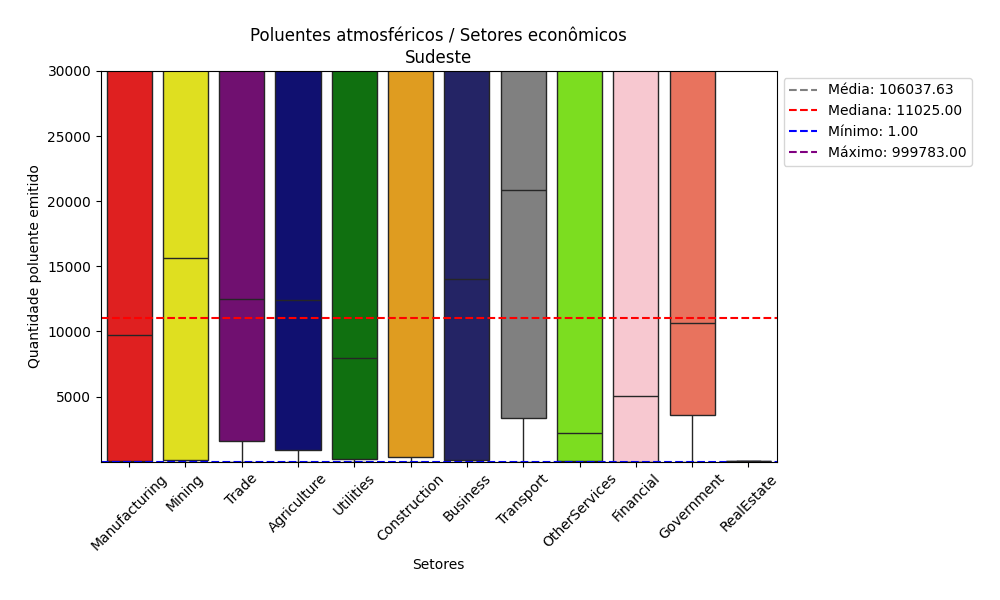 Poluentes atmosféricos / Setores econômicos
Sudeste
30000
25000
20000
15000
10000
5000
Quantidade poluente emitido
Média: 106037.63
Mediana: 11025.00
Mínimo: 1.00
Máximo: 999783.00
Manufacturing
Mining
Trade
Agriculture
Utilities
Construction
Business
Transport
OtherServices
Financial
Government
RealEstate
Setores